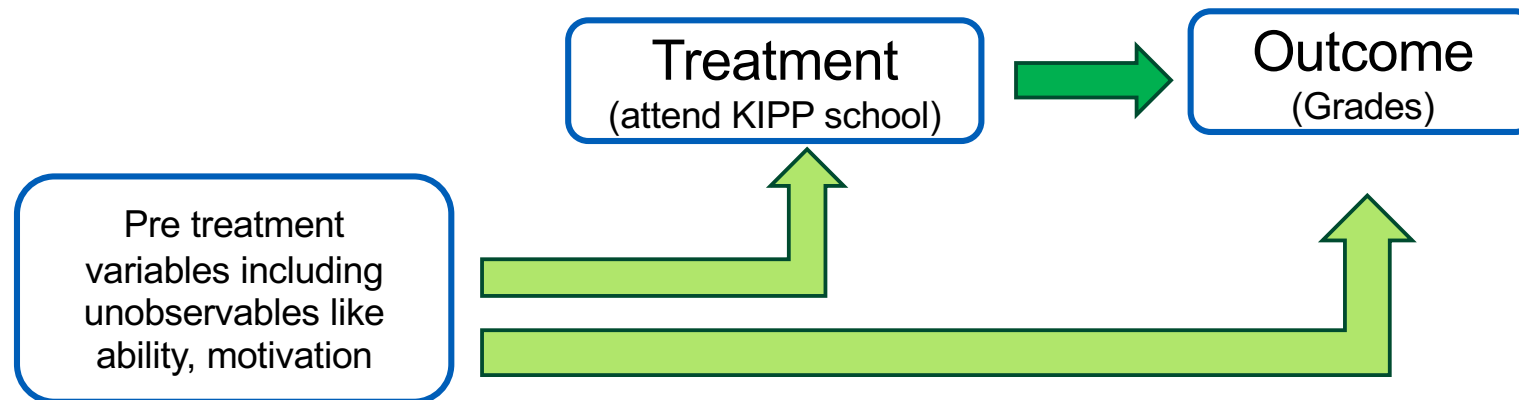 Treatment
(attend KIPP school)
Outcome
(Grades)
Pre treatment
variables including
unobservables like
ability, motivation